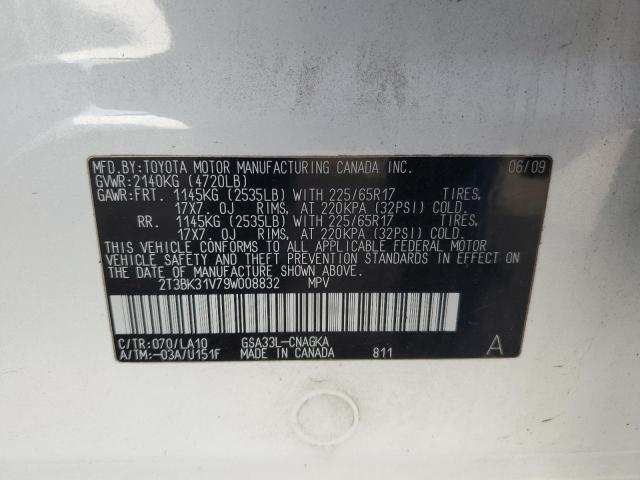 MFD.BY:TOYOTA MOTOR MANUFACTURING CANADA INC. 06/09
GVWR:2140KG (4720LB)
GAWR:FRT. 1145KG (2535LB) WITH 225/65R17 TIRES,
17X7.0J RIMS, AT 220KPA (32PSI) COLD.
RR. 1145KG (2535LB) WITH 225/65R17 TIRES,
17X7.0J RIMS, AT 220KPA (32PSI) COLD.
THIS VEHICLE CONFORMS TO ALL APPLICABLE FEDERAL MOTOR
VEHICLE SAFETY AND THEFT PREVENTION STANDARDS IN EFFECT
ON THE DATE OF MANUFACTURE SHOWN ABOVE.
2T3BK31V79W008832 MPV
C/TR:070/LA10 GSA33L-CNAGKA
A/TM:-03A/U151F MADE IN CANADA 811 A